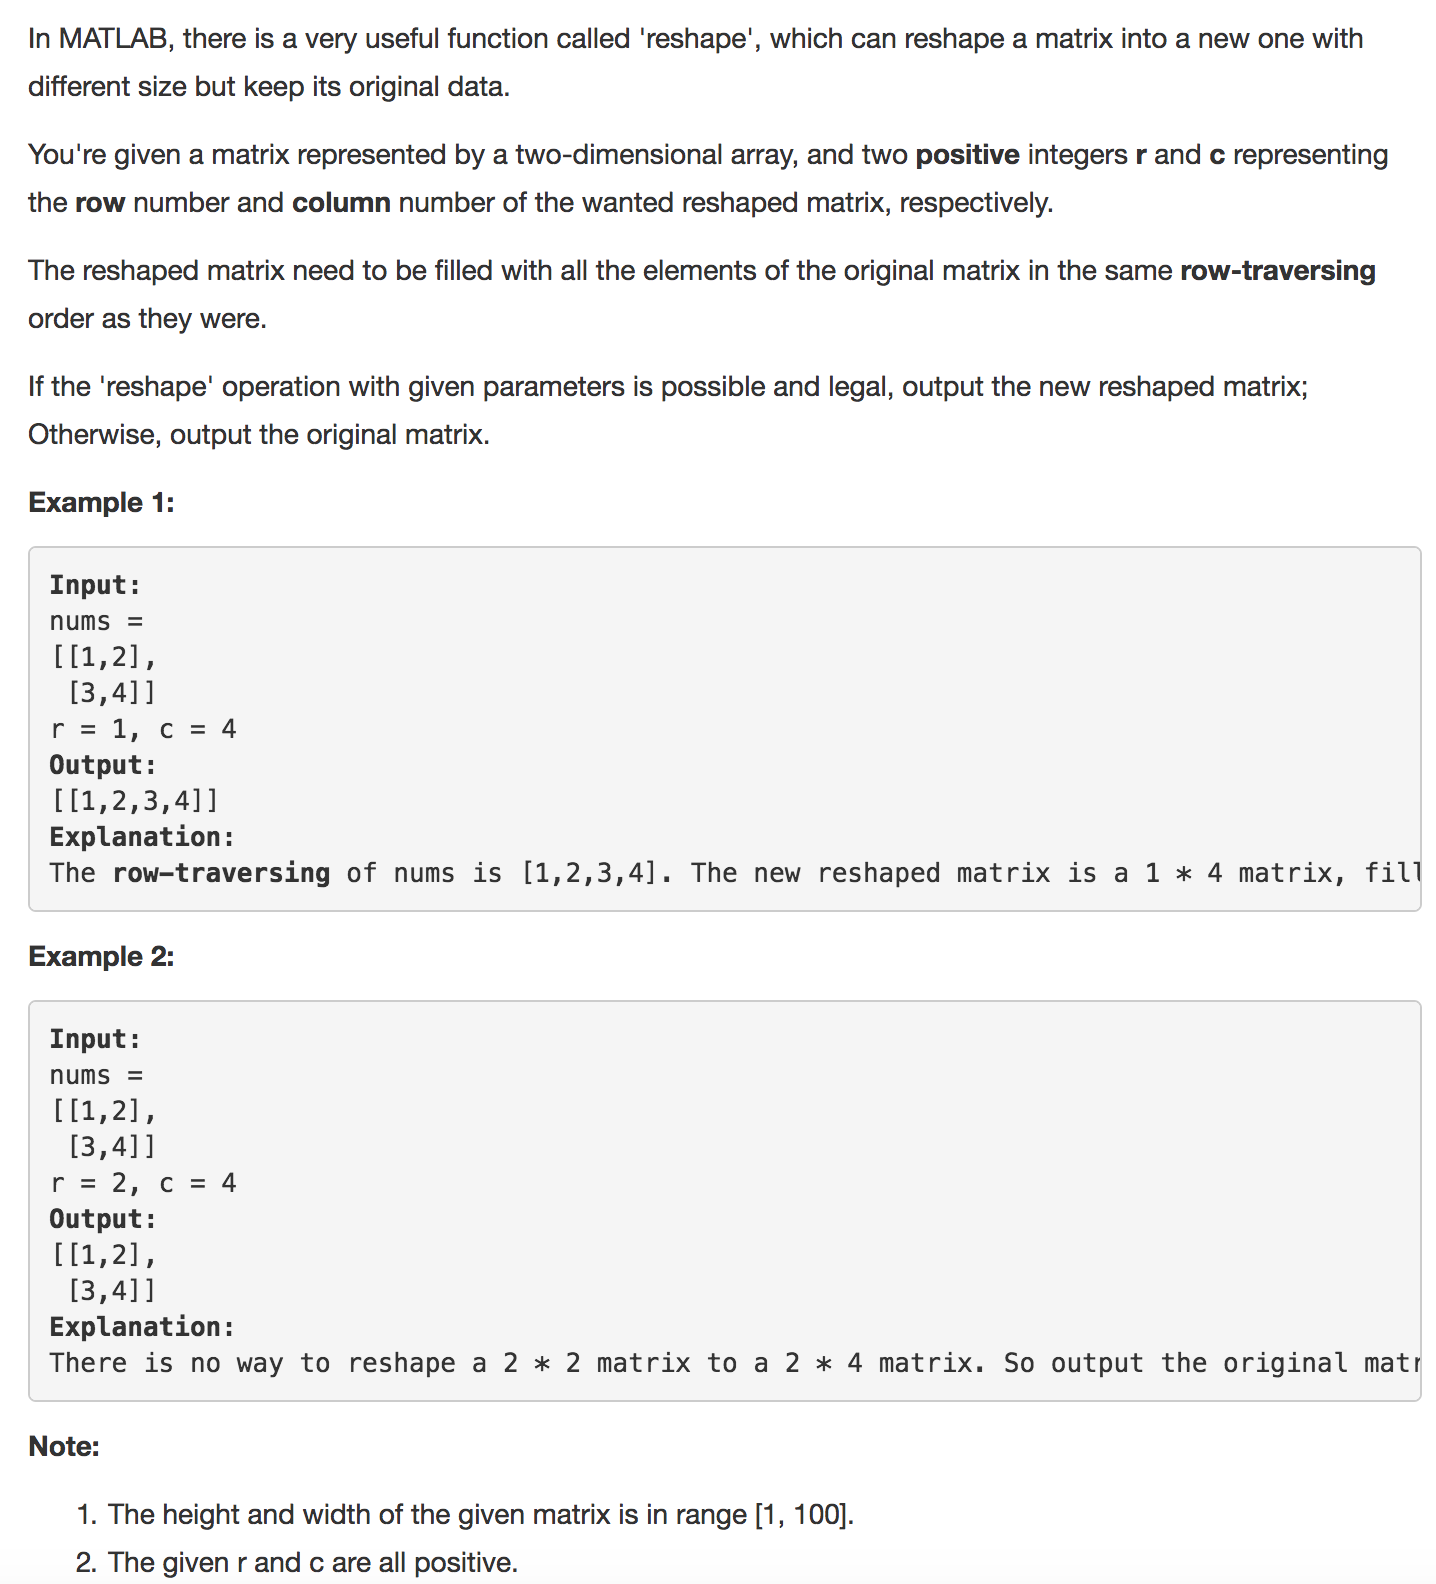 In MATLAB, there is a very useful function called 'reshape', which can reshape a matrix into a new one with
different size but keep its original data.
You're given a matrix represented by a two-dimensional array, and two positive integers r and c representing
the row number and column number of the wanted reshaped matrix, respectively.
The reshaped matrix need to be filled with all the elements of the original matrix in the same row-traversing
order as they were.
If the 'reshape' operation with given parameters is possible and legal, output the new reshaped matrix;
Otherwise, output the original matrix.
Example 1:
Input:
nums =
[[1,2],
 [3,4]]
r = 1, c = 4
Output:
[[1,2,3,4]]
Explanation:
The row-traversing of nums is [1,2,3,4]. The new reshaped matrix is a 1 * 4 matrix, fill
Example 2:
Input:
nums =
[[1,2],
 [3,4]]
r = 2, c = 4
Output:
[[1,2],
 [3,4]]
Explanation:
There is no way to reshape a 2 * 2 matrix to a 2 * 4 matrix. So output the original matr
Note:
1. The height and width of the given matrix is in range [1, 100].
2. The given r and c are all positive.